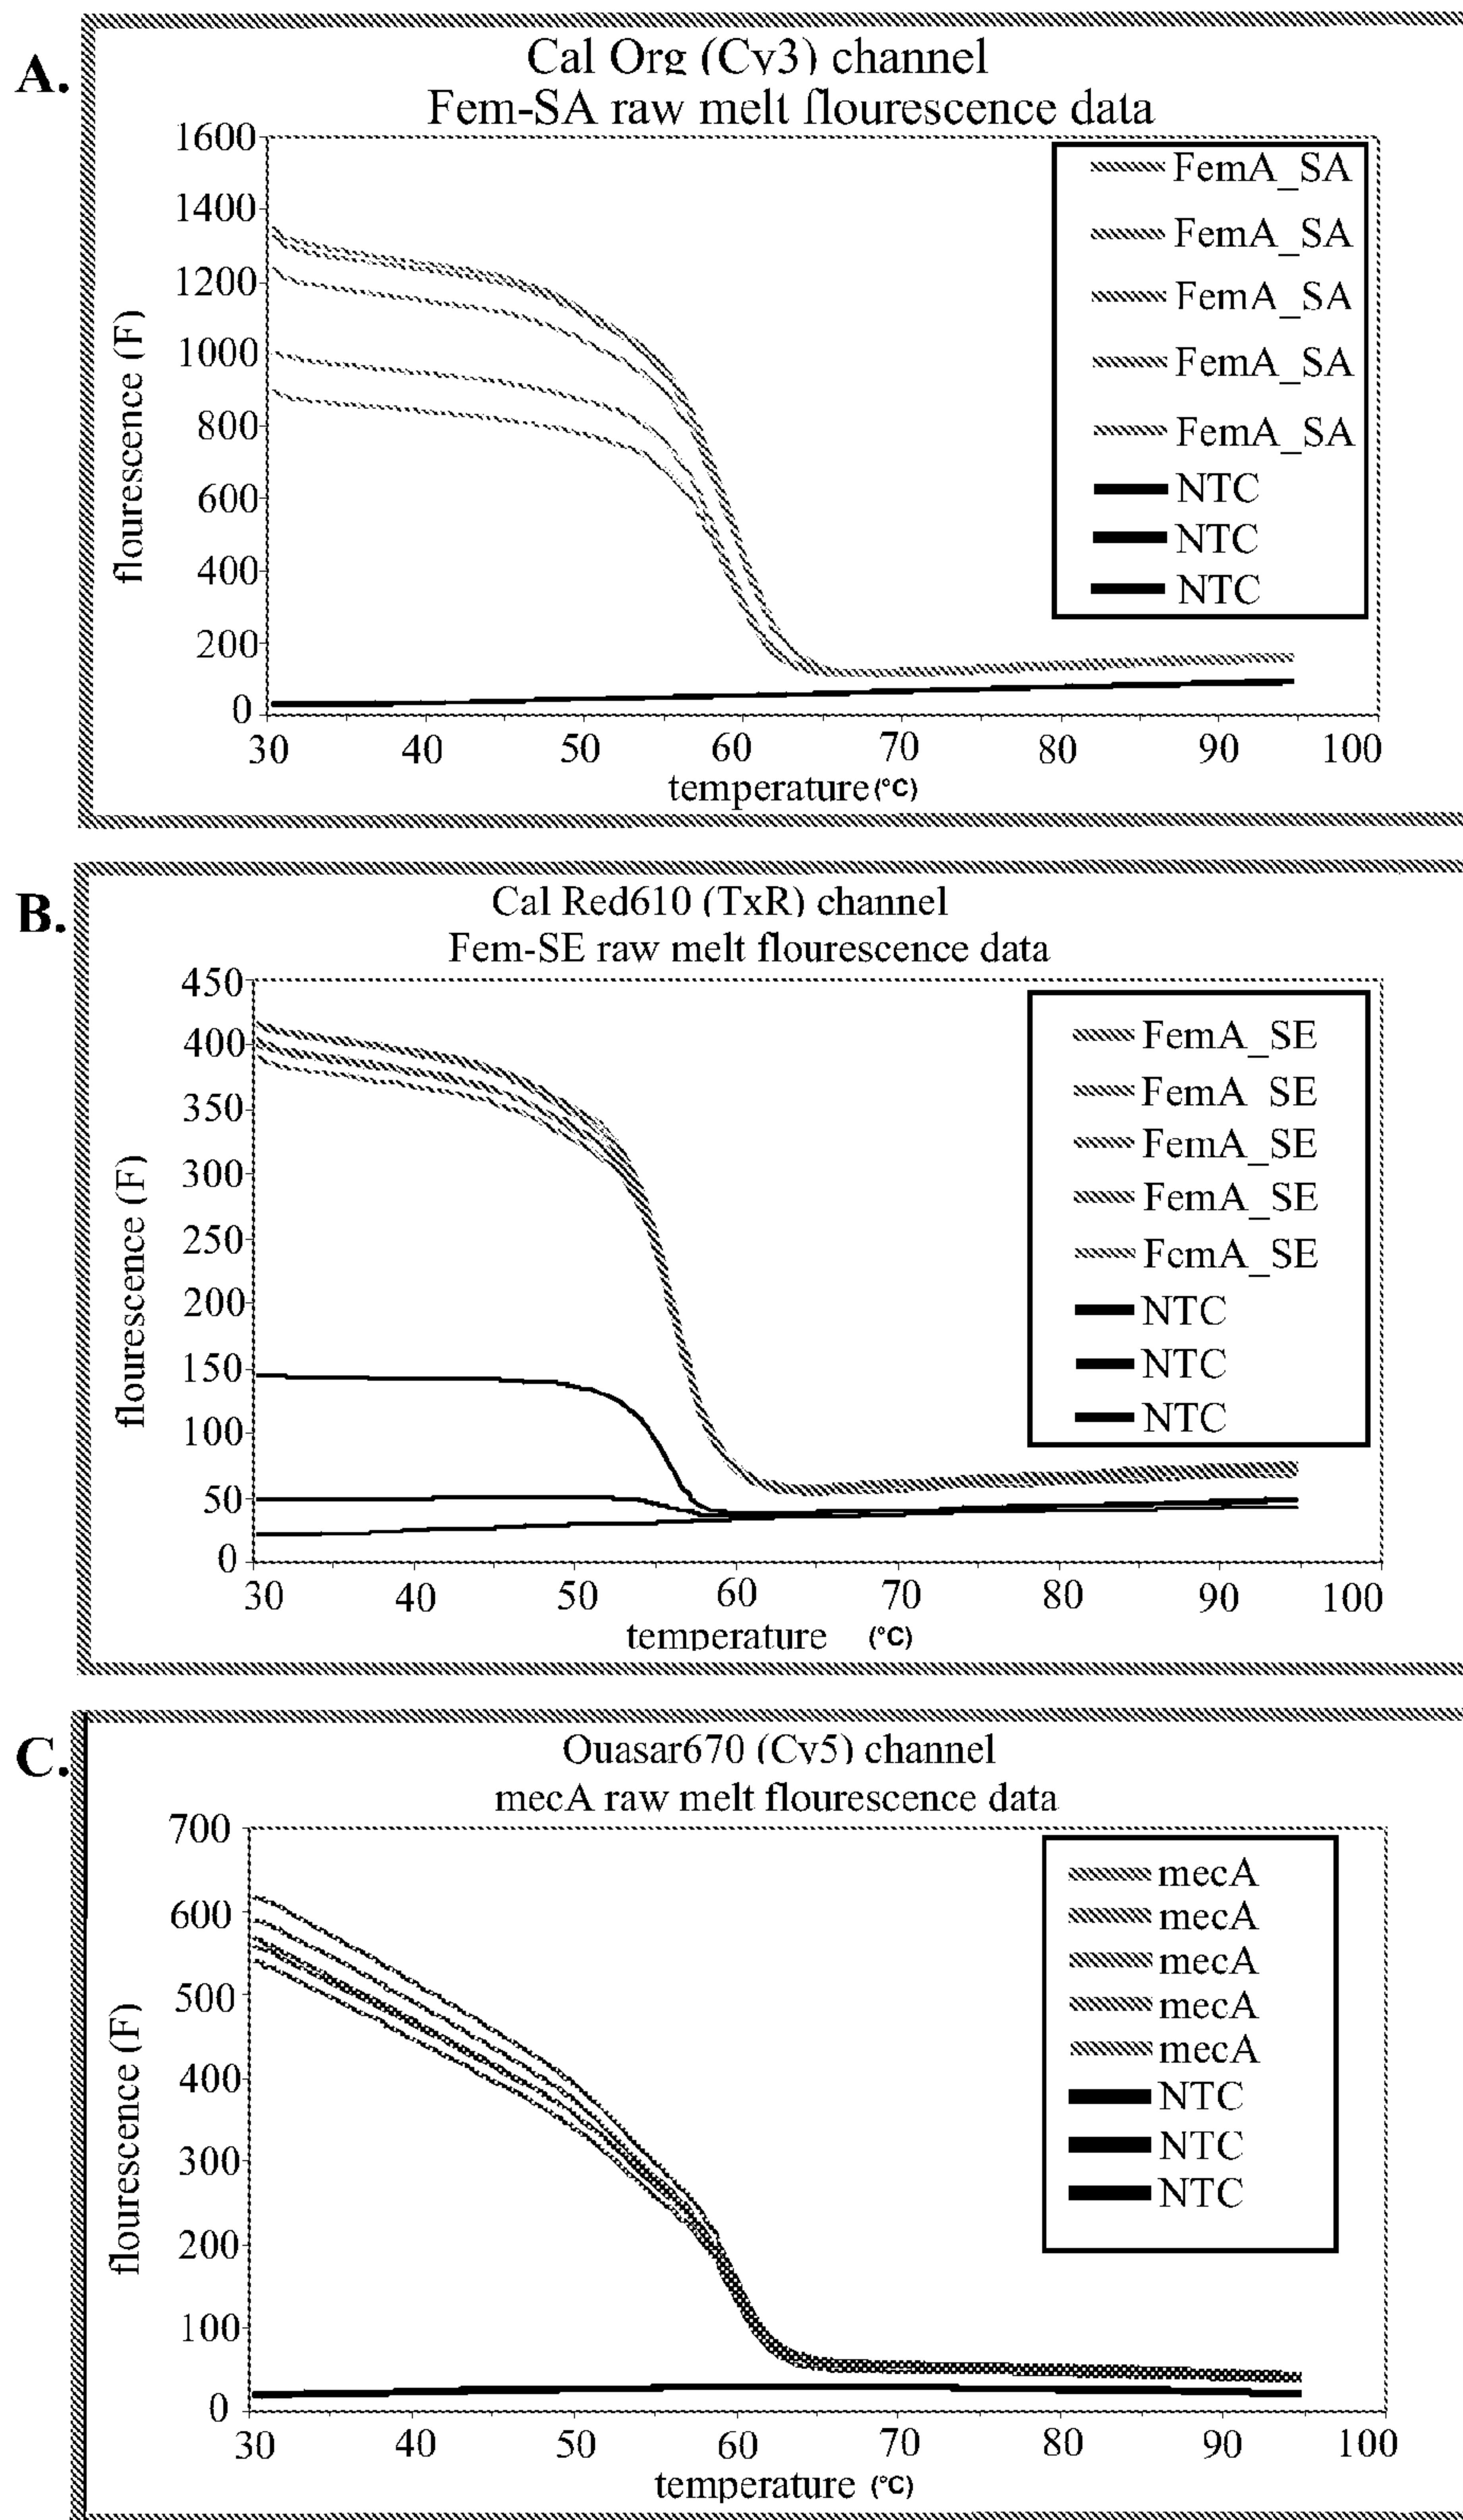 A.
Cal Org (Cv3) channel
Fem-SA raw melt flourescence data
1600
1400
1200
1000
800
600
400
200
0
flourescence (F)
30 40 50 60 70 80 90 100
temperature (°C)
FemA_SA
FemA_SA
FemA_SA
FemA_SA
FemA_SA
NTC
NTC
NTC
B.
Cal Red610 (TxR) channel
Fem-SE raw melt flourescence data
450
400
350
300
250
200
150
100
50
0
flourescence (F)
30 40 50 60 70 80 90 100
temperature (°C)
FemA_SE
FemA_SE
FemA_SE
FemA_SE
FcmA_SE
NTC
NTC
NTC
C.
Ouasar670 (Cv5) channel
mecA raw melt flourescence data
700
600
500
400
300
200
100
0
flourescence (F)
30 40 50 60 70 80 90 100
temperature (°C)
mecA
mecA
mecA
mecA
mecA
NTC
NTC
NTC